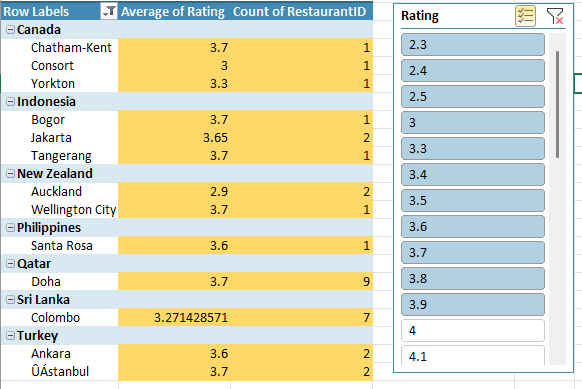 Row Labels Average of Rating Count of RestaurantID
Canada
Chatham-Kent 3.7 1
Consort 3 1
Yorkton 3.3 1
Indonesia
Bogor 3.7 1
Jakarta 3.65 2
Tangerang 3.7 1
New Zealand
Auckland 2.9 2
Wellington City 3.7 1
Philippines
Santa Rosa 3.6 1
Qatar
Doha 3.7 9
Sri Lanka
Colombo 3.271428571 7
Turkey
Ankara 3.6 2
ÛÁstanbul 3.7 2
Rating
2.3
2.4
2.5
3
3.3
3.4
3.5
3.6
3.7
3.8
3.9
4
4.1